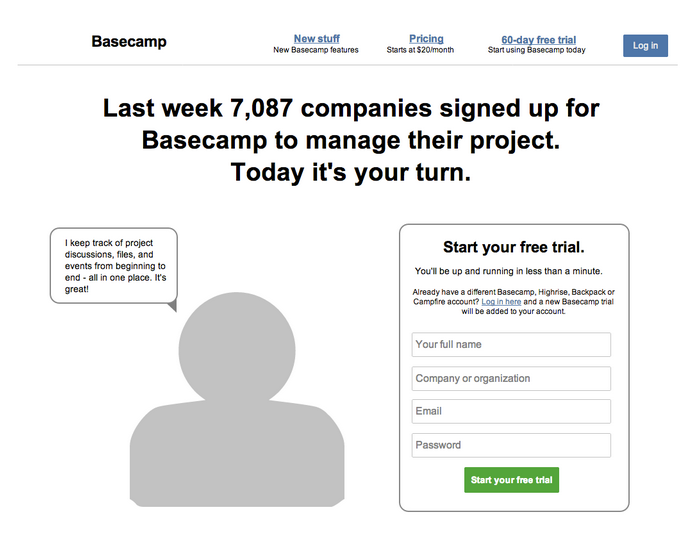 Basecamp
New stuff
New Basecamp features
Pricing
Starts at $20/month
60-day free trial
Start using Basecamp today
Log in
Last week 7,087 companies signed up for
Basecamp to manage their project.
Today it's your turn.
I keep track of project
discussions, files, and
events from beginning to
end - all in one place. It's
great!
Start your free trial.
You'll be up and running in less than a minute.
Already have a different Basecamp, Highrise, Backpack or
Campfire account? Log in here and a new Basecamp trial
will be added to your account.
Your full name
Company or organization
Email
Password
Start your free trial